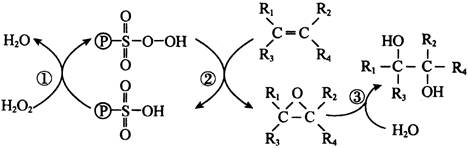 H₂O
Ⓟ—S—O—OH
O
O
①
H₂O₂
Ⓟ—S—OH
O
O
②
R₁ R₂
C=C
R₃ R₄
O
R₁ R₂
C—C
R₃ R₄
③
H₂O
HO R₂
R₁—C—C—R₄
R₃ OH